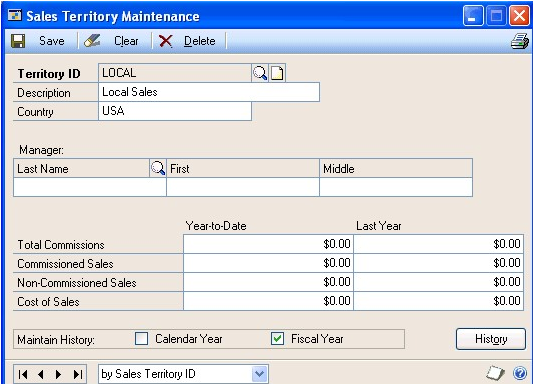 Sales Territory Maintenance
Save Clear Delete
Territory ID LOCAL
Description Local Sales
Country USA
Manager:
Last Name First Middle
Year-to-Date Last Year
Total Commissions $0.00 $0.00
Commissioned Sales $0.00 $0.00
Non-Commissioned Sales $0.00 $0.00
Cost of Sales $0.00 $0.00
Maintain History: Calendar Year Fiscal Year History
by Sales Territory ID